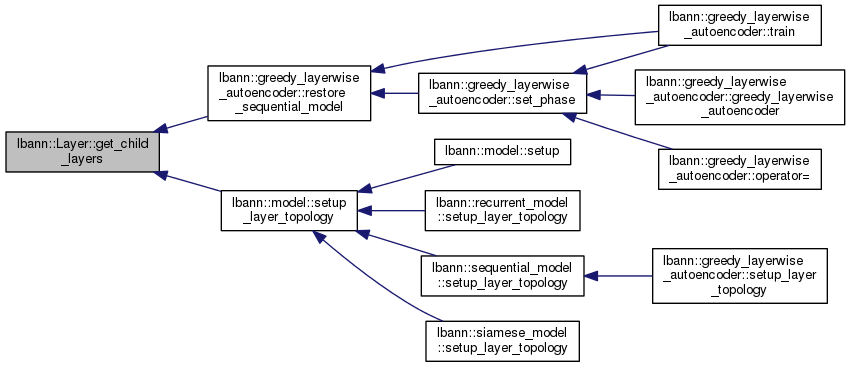 lbann::Layer::get_child
_layers
lbann::greedy_layerwise
_autoencoder::restore
_sequential_model
lbann::model::setup
_layer_topology
lbann::greedy_layerwise
_autoencoder::set_phase
lbann::model::setup
lbann::recurrent_model
::setup_layer_topology
lbann::sequential_model
::setup_layer_topology
lbann::siamese_model
::setup_layer_topology
lbann::greedy_layerwise
_autoencoder::train
lbann::greedy_layerwise
_autoencoder::greedy_layerwise
_autoencoder
lbann::greedy_layerwise
_autoencoder::operator=
lbann::greedy_layerwise
_autoencoder::setup_layer
_topology